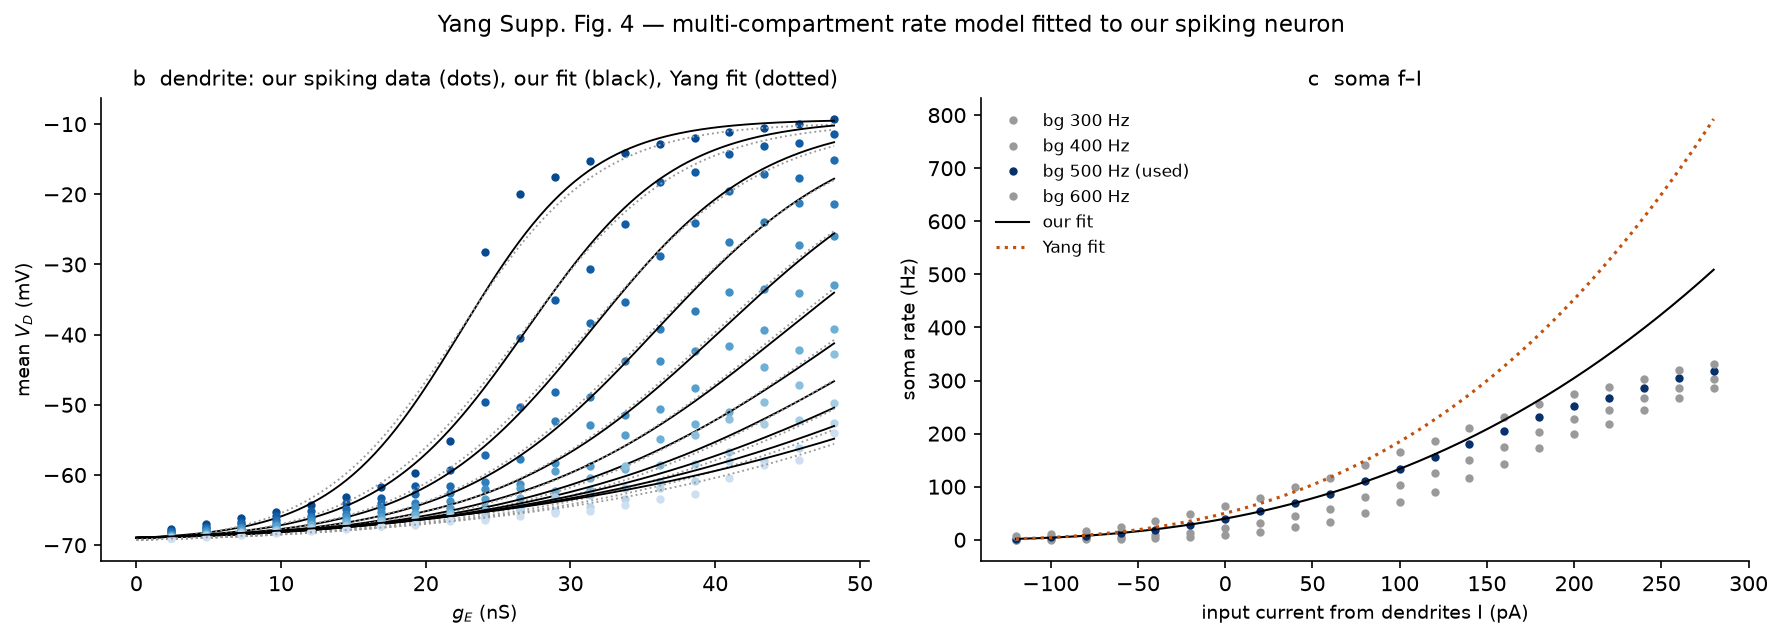 Yang Supp. Fig. 4 — multi-compartment rate model fitted to our spiking neuron
b  dendrite: our spiking data (dots), our fit (black), Yang fit (dotted)
−10
−20
−30
−40
−50
−60
−70
mean V_D (mV)
0 10 20 30 40 50
g_E (nS)
c  soma f–I
800
700
600
500
400
300
200
100
0
soma rate (Hz)
bg 300 Hz
bg 400 Hz
bg 500 Hz (used)
bg 600 Hz
our fit
Yang fit
−100 −50 0 50 100 150 200 250 300
input current from dendrites I (pA)